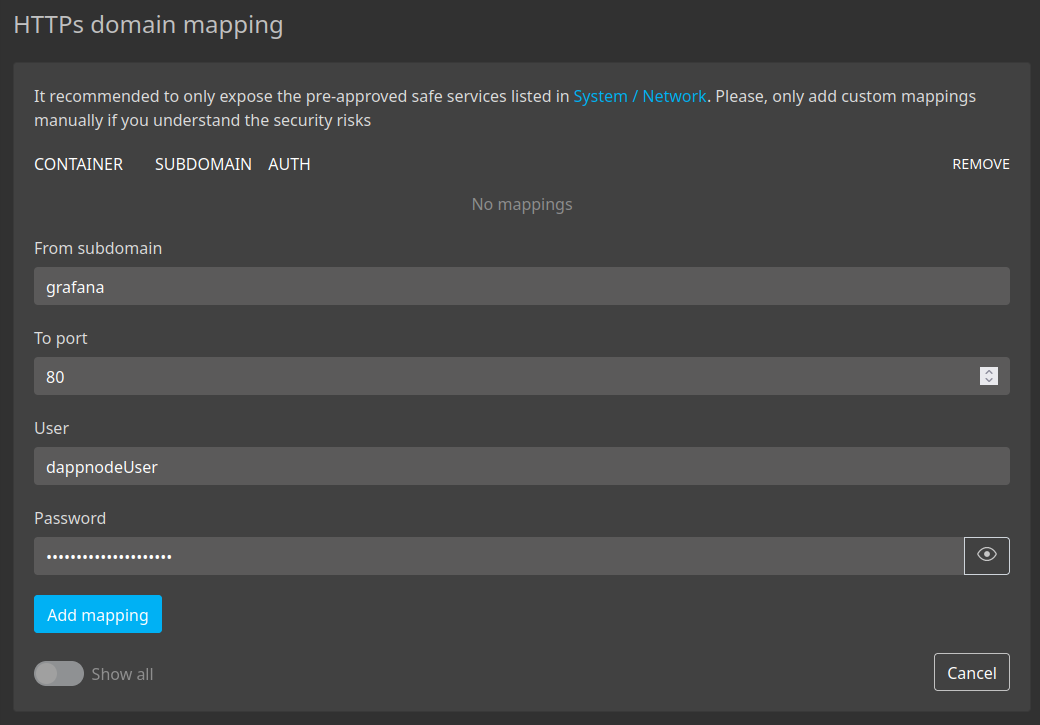 HTTPs domain mapping
It recommended to only expose the pre-approved safe services listed in System / Network. Please, only add custom mappings
manually if you understand the security risks
CONTAINER SUBDOMAIN AUTH REMOVE
No mappings
From subdomain
grafana
To port
80
User
dappnodeUser
Password
•••••••••••••••••••••
Add mapping
Show all
Cancel